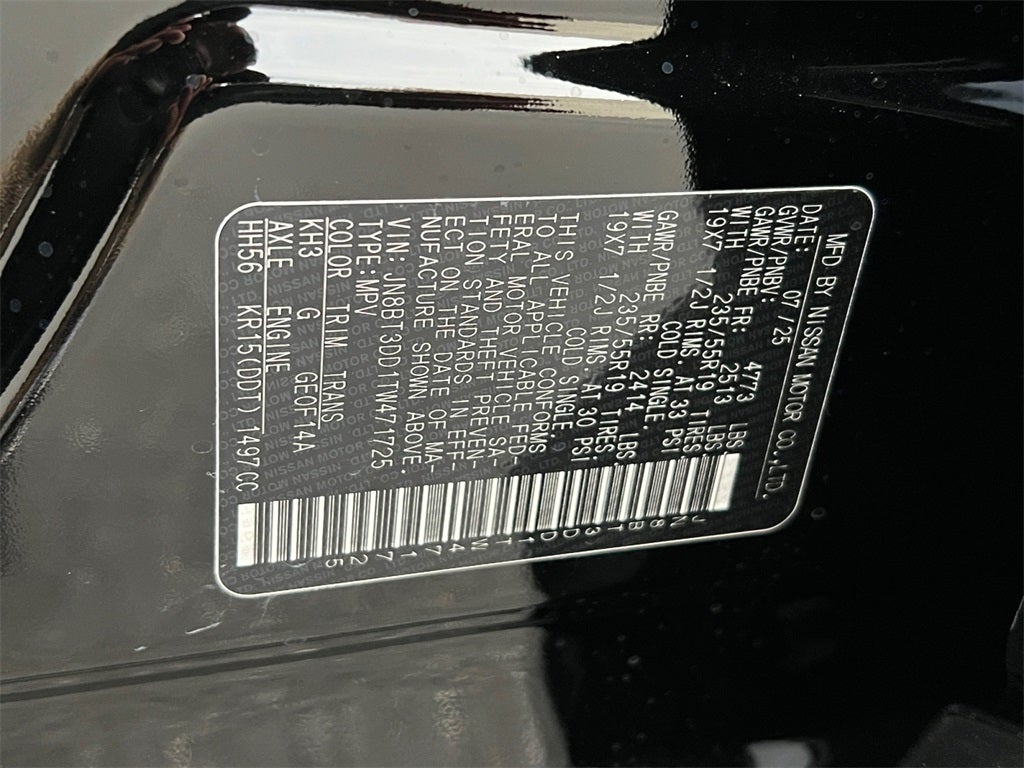 MFD BY NISSAN MOTOR CO., LTD.
DATE: 07/25
GVWR/PNBV: 4773 LBS
GAWR/PNBE FR: 2513 LBS
WITH 235/55R19 TIRES
19X7 1/2J RIMS AT 33 PSI
COLD SINGLE.
GAWR/PNBE RR: 2414 LBS
WITH 235/55R19 TIRES
19X7 1/2J RIMS AT 30 PSI
COLD SINGLE.
THIS VEHICLE CONFORMS
TO ALL APPLICABLE FED-
ERAL MOTOR VEHICLE SA-
FETY AND THEFT PREVEN-
TION STANDARDS IN EFF-
ECT ON THE DATE OF MA-
NUFACTURE SHOWN ABOVE.
VIN: JN8BT3DD1TW471725
TYPE:MPV
COLOR TRIM TRANS
KH3 G GE0F14A
AXLE ENGINE
HH56 KR15(DDT) 1497CC
JN8BT3DD1TW471725